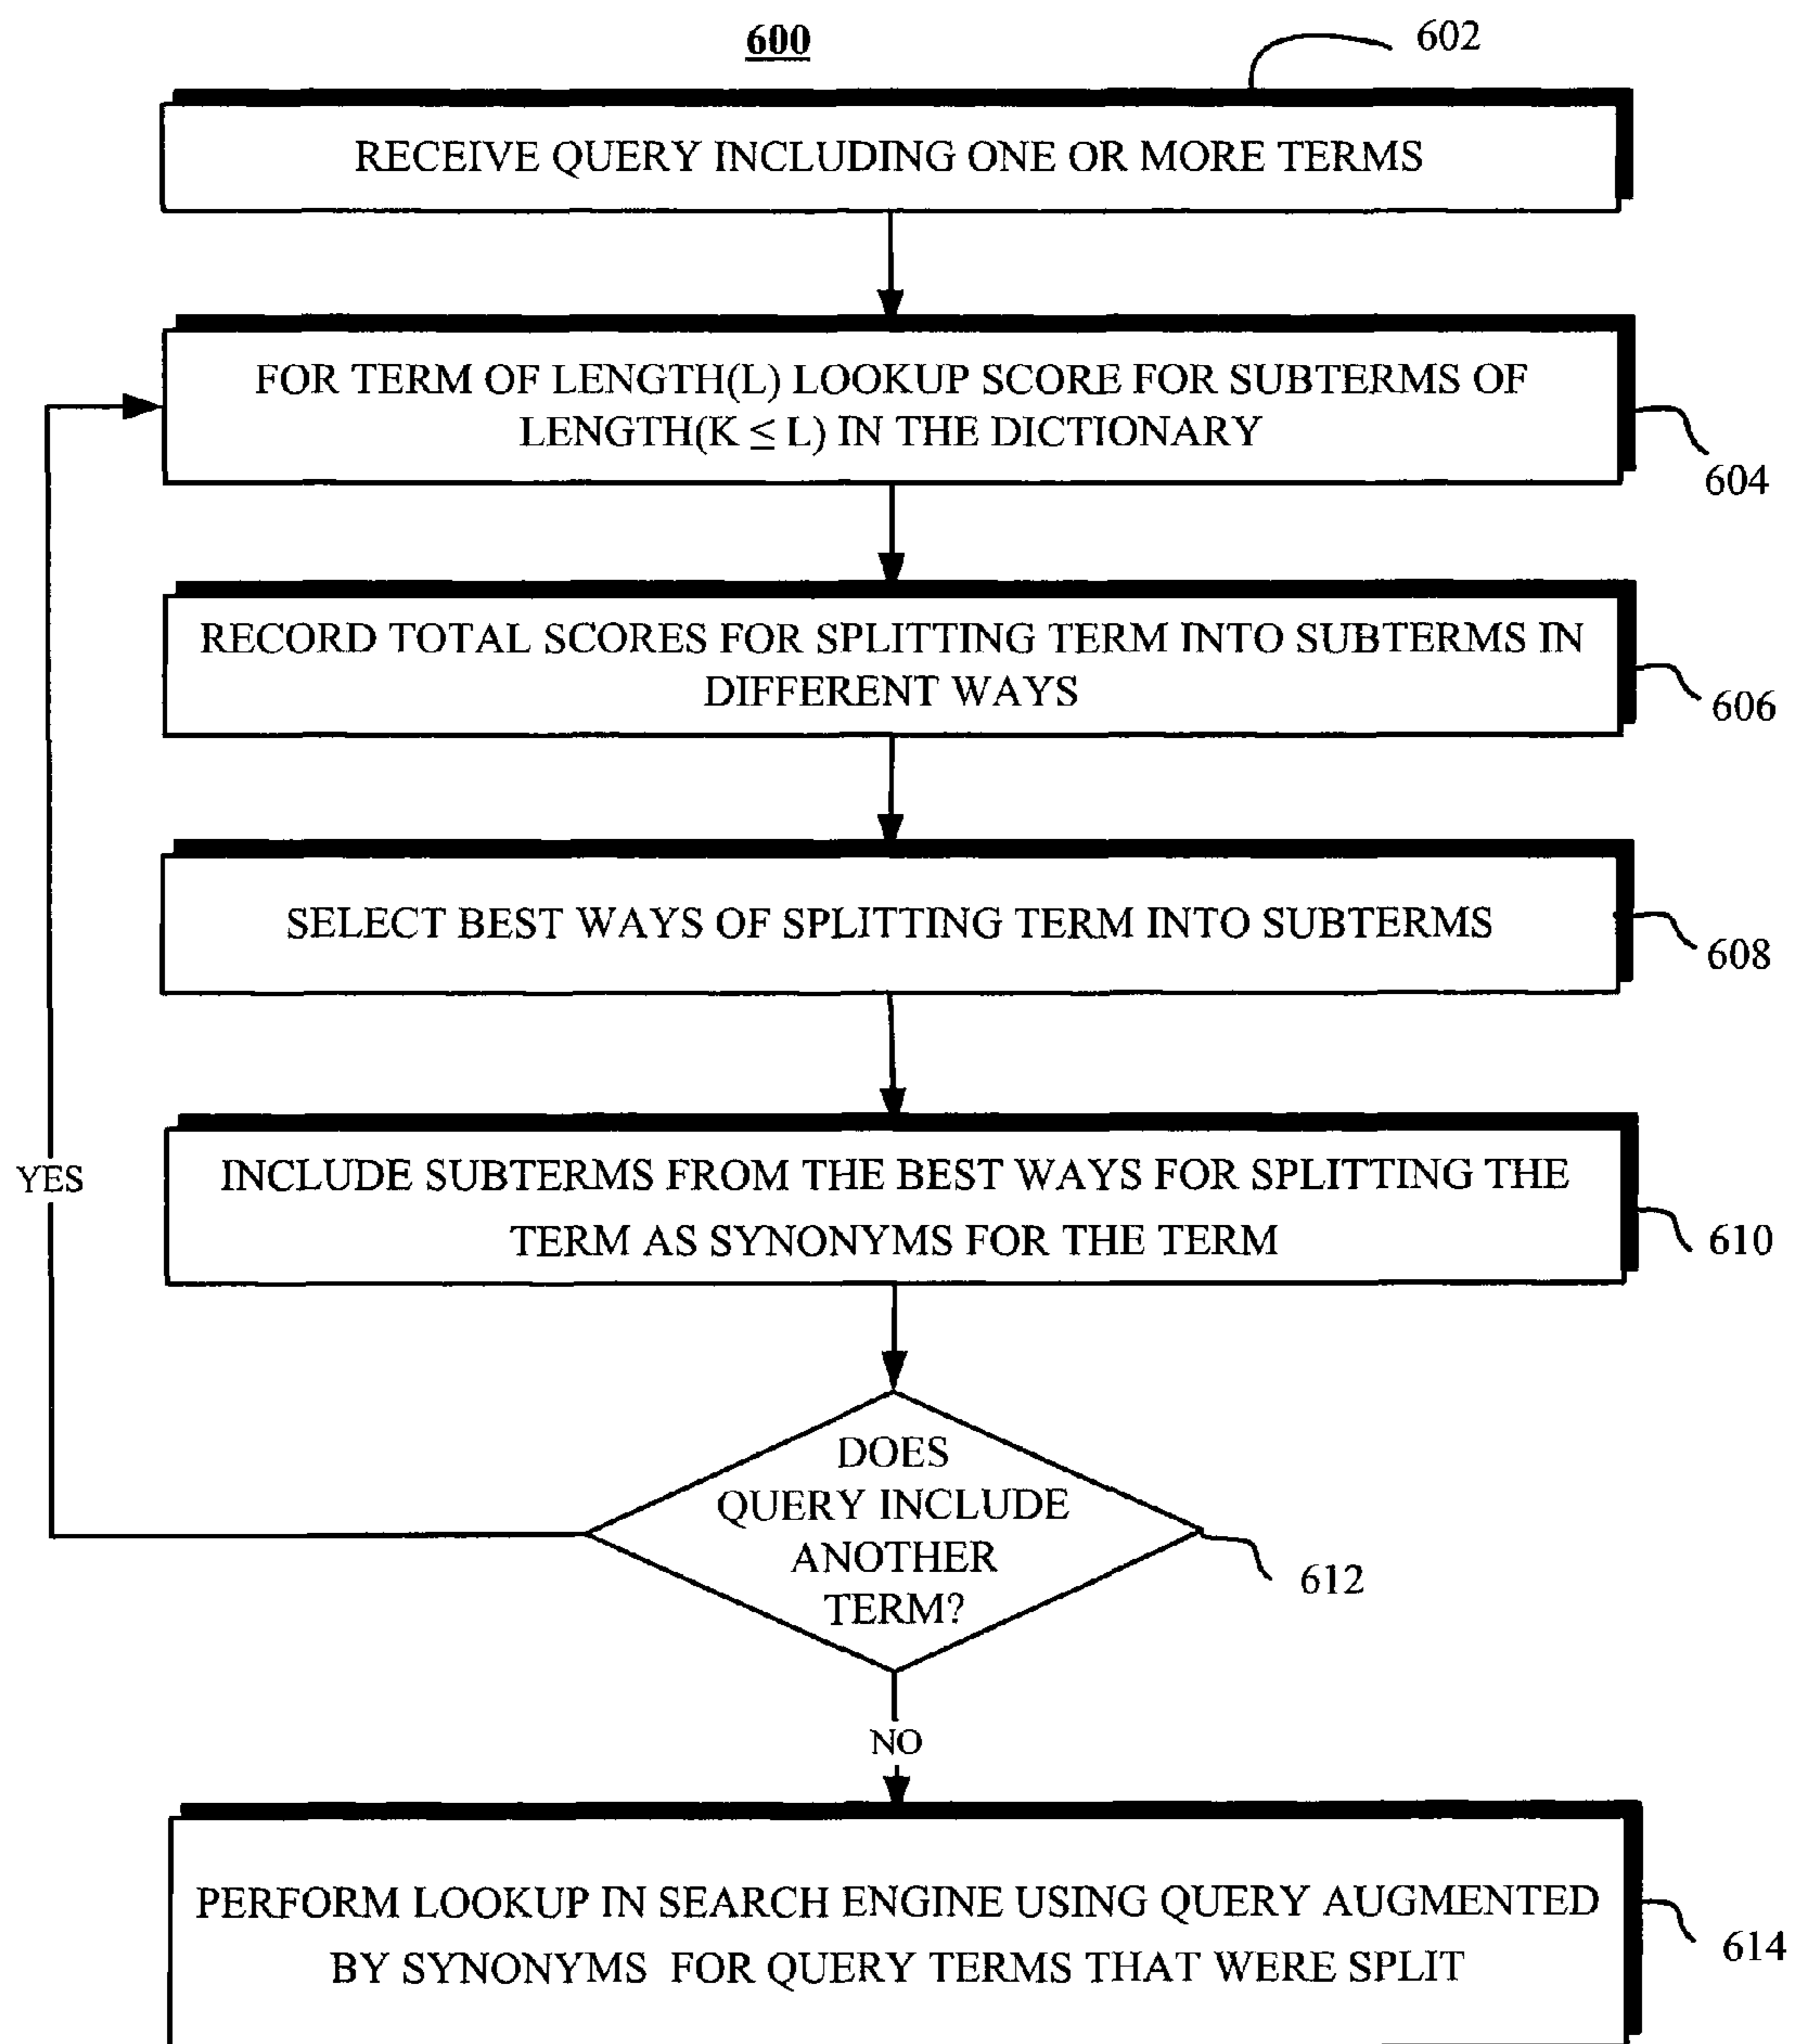 600
602
RECEIVE QUERY INCLUDING ONE OR MORE TERMS
FOR TERM OF LENGTH(L) LOOKUP SCORE FOR SUBTERMS OF
LENGTH(K ≤ L) IN THE DICTIONARY
604
RECORD TOTAL SCORES FOR SPLITTING TERM INTO SUBTERMS IN
DIFFERENT WAYS
606
SELECT BEST WAYS OF SPLITTING TERM INTO SUBTERMS
608
YES
INCLUDE SUBTERMS FROM THE BEST WAYS FOR SPLITTING THE
TERM AS SYNONYMS FOR THE TERM
610
DOES
QUERY INCLUDE
ANOTHER
TERM?
612
NO
PERFORM LOOKUP IN SEARCH ENGINE USING QUERY AUGMENTED
BY SYNONYMS FOR QUERY TERMS THAT WERE SPLIT
614